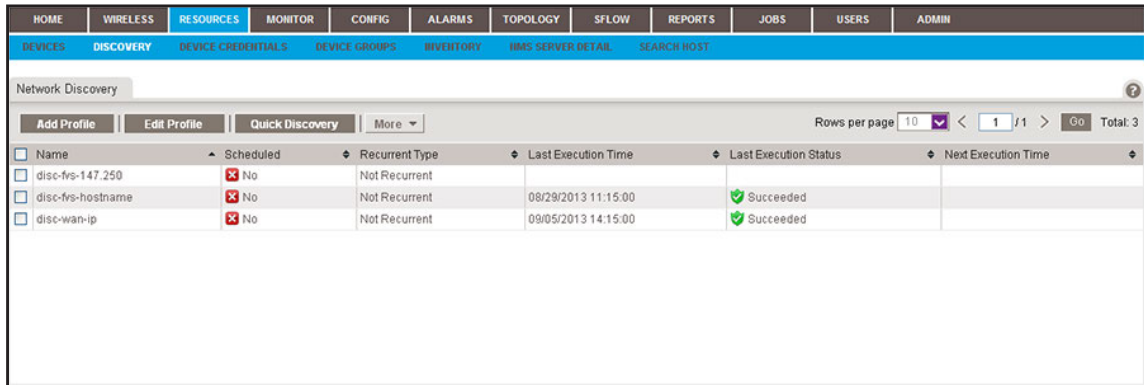 HOME WIRELESS RESOURCES MONITOR CONFIG ALARMS TOPOLOGY SFLOW REPORTS JOBS USERS ADMIN
DEVICES DISCOVERY DEVICE CREDENTIALS DEVICE GROUPS INVENTORY NMS SERVER DETAIL SEARCH HOST
Network Discovery ?
Add Profile Edit Profile Quick Discovery More Rows per page 10 < 1 /1 > Go Total: 3
Name Scheduled Recurrent Type Last Execution Time Last Execution Status Next Execution Time
disc-fvs-147.250 No Not Recurrent
disc-fvs-hostname No Not Recurrent 08/29/2013 11:15:00 Succeeded
disc-wan-ip No Not Recurrent 09/05/2013 14:15:00 Succeeded